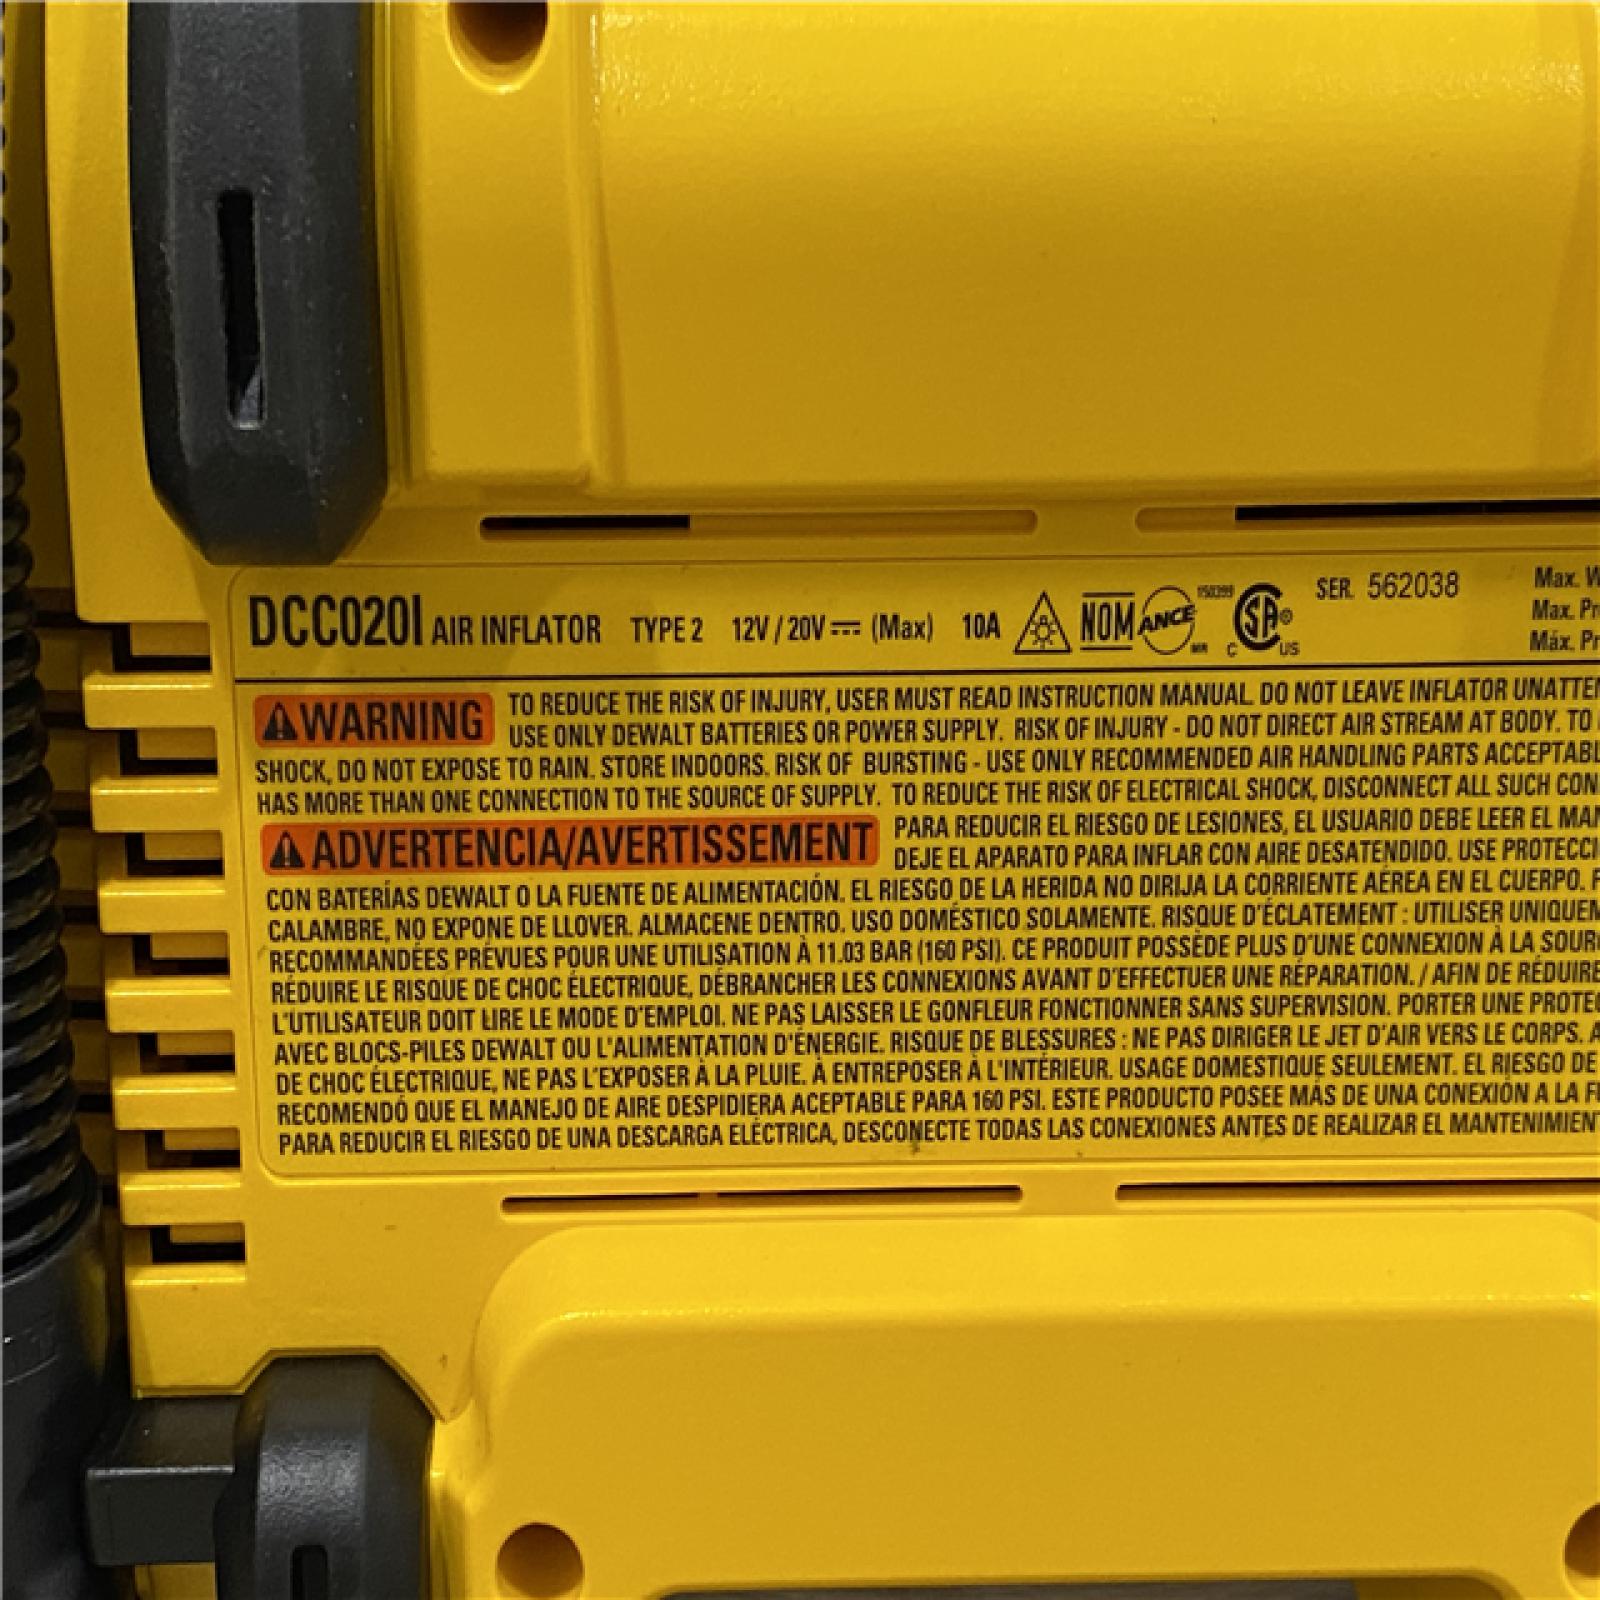 DCC020I AIR INFLATOR TYPE 2 12V / 20V (Max) 10A NOM ANCE MR 150399 CSA® C US SER. 562038
Max.
Max.
Máx.
WARNING TO REDUCE THE RISK OF INJURY, USER MUST READ INSTRUCTION MANUAL. DO NOT LEAVE INFLATOR
USE ONLY DEWALT BATTERIES OR POWER SUPPLY. RISK OF INJURY - DO NOT DIRECT AIR STREAM AT BODY. TO
SHOCK, DO NOT EXPOSE TO RAIN. STORE INDOORS. RISK OF BURSTING - USE ONLY RECOMMENDED AIR HANDLING PARTS
HAS MORE THAN ONE CONNECTION TO THE SOURCE OF SUPPLY. TO REDUCE THE RISK OF ELECTRICAL SHOCK, DISCONNECT ALL SUCH
ADVERTENCIA/AVERTISSEMENT PARA REDUCIR EL RIESGO DE LESIONES, EL USUARIO DEBE LEER EL
DEJE EL APARATO PARA INFLAR CON AIRE DESATENDIDO. USE
CON BATERÍAS DEWALT O LA FUENTE DE ALIMENTACIÓN. EL RIESGO DE LA HERIDA NO DIRIJA LA CORRIENTE AÉREA EN EL CUERPO.
CALAMBRE, NO EXPONE DE LLOVER. ALMACENE DENTRO. USO DOMÉSTICO SOLAMENTE. RISQUE D'ÉCLATEMENT : UTILISER
RECOMMANDÉES PRÉVUES POUR UNE UTILISATION À 11.03 BAR (160 PSI). CE PRODUIT POSSÈDE PLUS D'UNE CONNEXION À LA
RÉDUIRE LE RISQUE DE CHOC ÉLECTRIQUE, DÉBRANCHER LES CONNEXIONS AVANT D'EFFECTUER UNE RÉPARATION. / AFIN DE RÉDUIRE
L'UTILISATEUR DOIT LIRE LE MODE D'EMPLOI. NE PAS LAISSER LE GONFLEUR FONCTIONNER SANS SUPERVISION. PORTER UNE
AVEC BLOCS-PILES DEWALT OU L'ALIMENTATION D'ÉNERGIE. RISQUE DE BLESSURES : NE PAS DIRIGER LE JET D'AIR VERS LE CORPS.
DE CHOC ÉLECTRIQUE, NE PAS L'EXPOSER À LA PLUIE. À ENTREPOSER À L'INTÉRIEUR. USAGE DOMESTIQUE SEULEMENT. EL RIESGO DE
RECOMENDÓ QUE EL MANEJO DE AIRE DESPIDIERA ACEPTABLE PARA 160 PSI. ESTE PRODUCTO POSEE MÁS DE UNA CONEXIÓN A LA
PARA REDUCIR EL RIESGO DE UNA DESCARGA ELÉCTRICA, DESCONECTE TODAS LAS CONEXIONES ANTES DE REALIZAR EL